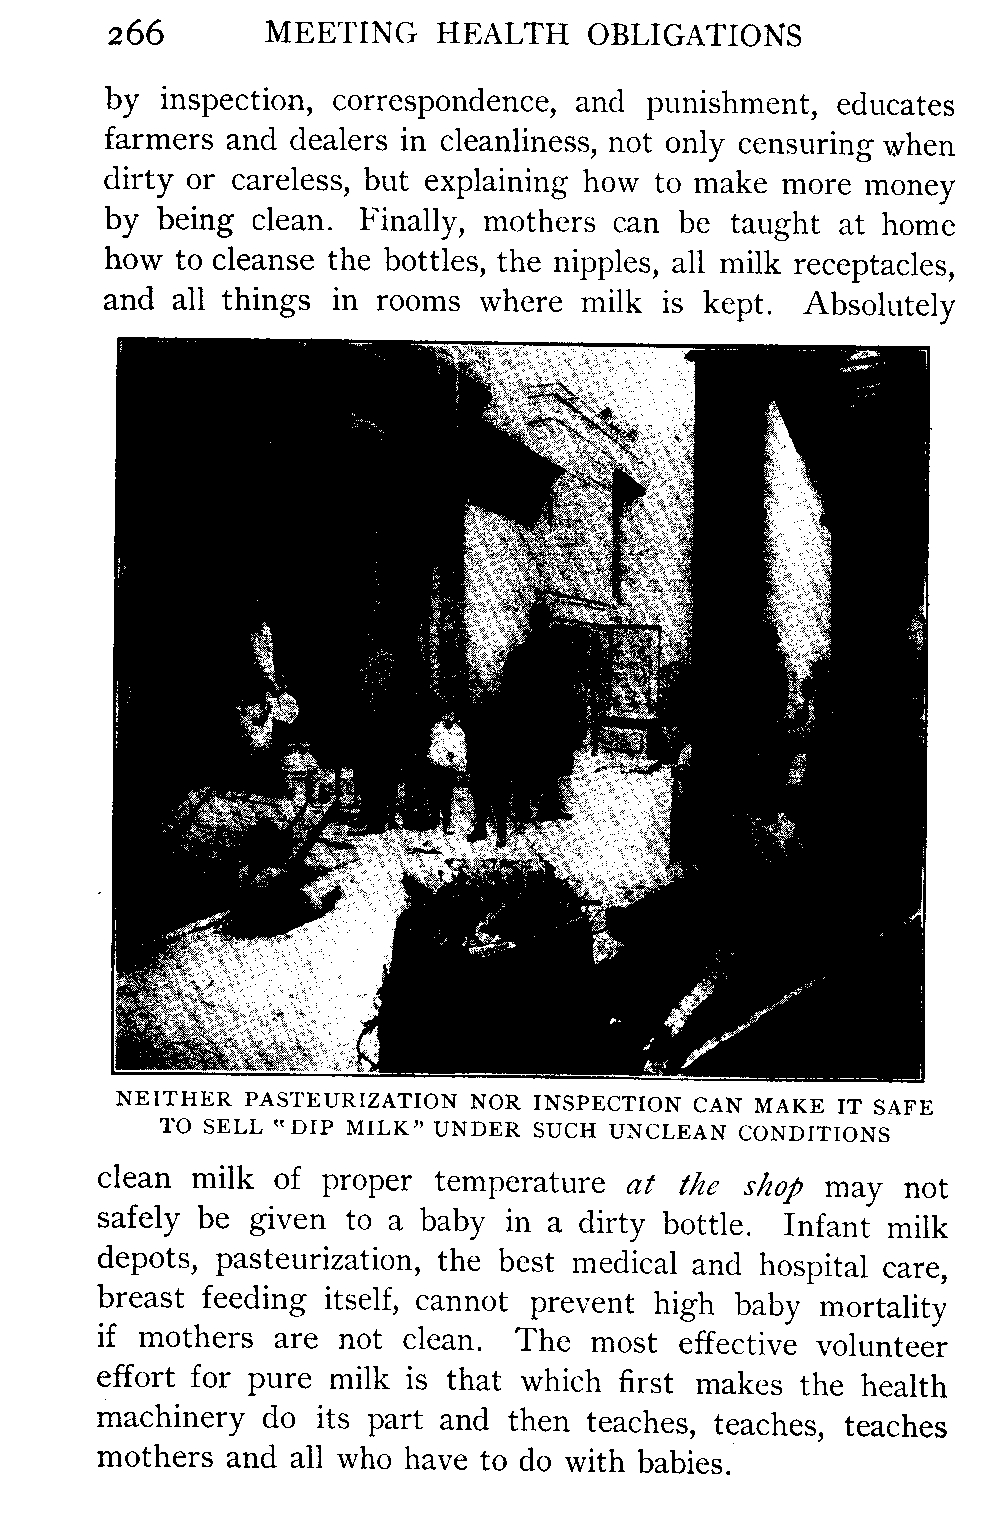 266 MEETING HEALTH OBLIGATIONS
by inspection, correspondence, and punishment, educates
farmers and dealers in cleanliness, not only censuring when
dirty or careless, but explaining how to make more money
by being clean. Finally, mothers can be taught at home
how to cleanse the bottles, the nipples, all milk receptacles,
and all things in rooms where milk is kept. Absolutely
NEITHER PASTEURIZATION NOR INSPECTION CAN MAKE IT SAFE
TO SELL "DIP MILK" UNDER SUCH UNCLEAN CONDITIONS
clean milk of proper temperature at the shop may not
safely be given to a baby in a dirty bottle. Infant milk
depots, pasteurization, the best medical and hospital care,
breast feeding itself, cannot prevent high baby mortality
if mothers are not clean. The most effective volunteer
effort for pure milk is that which first makes the health
machinery do its part and then teaches, teaches, teaches
mothers and all who have to do with babies.